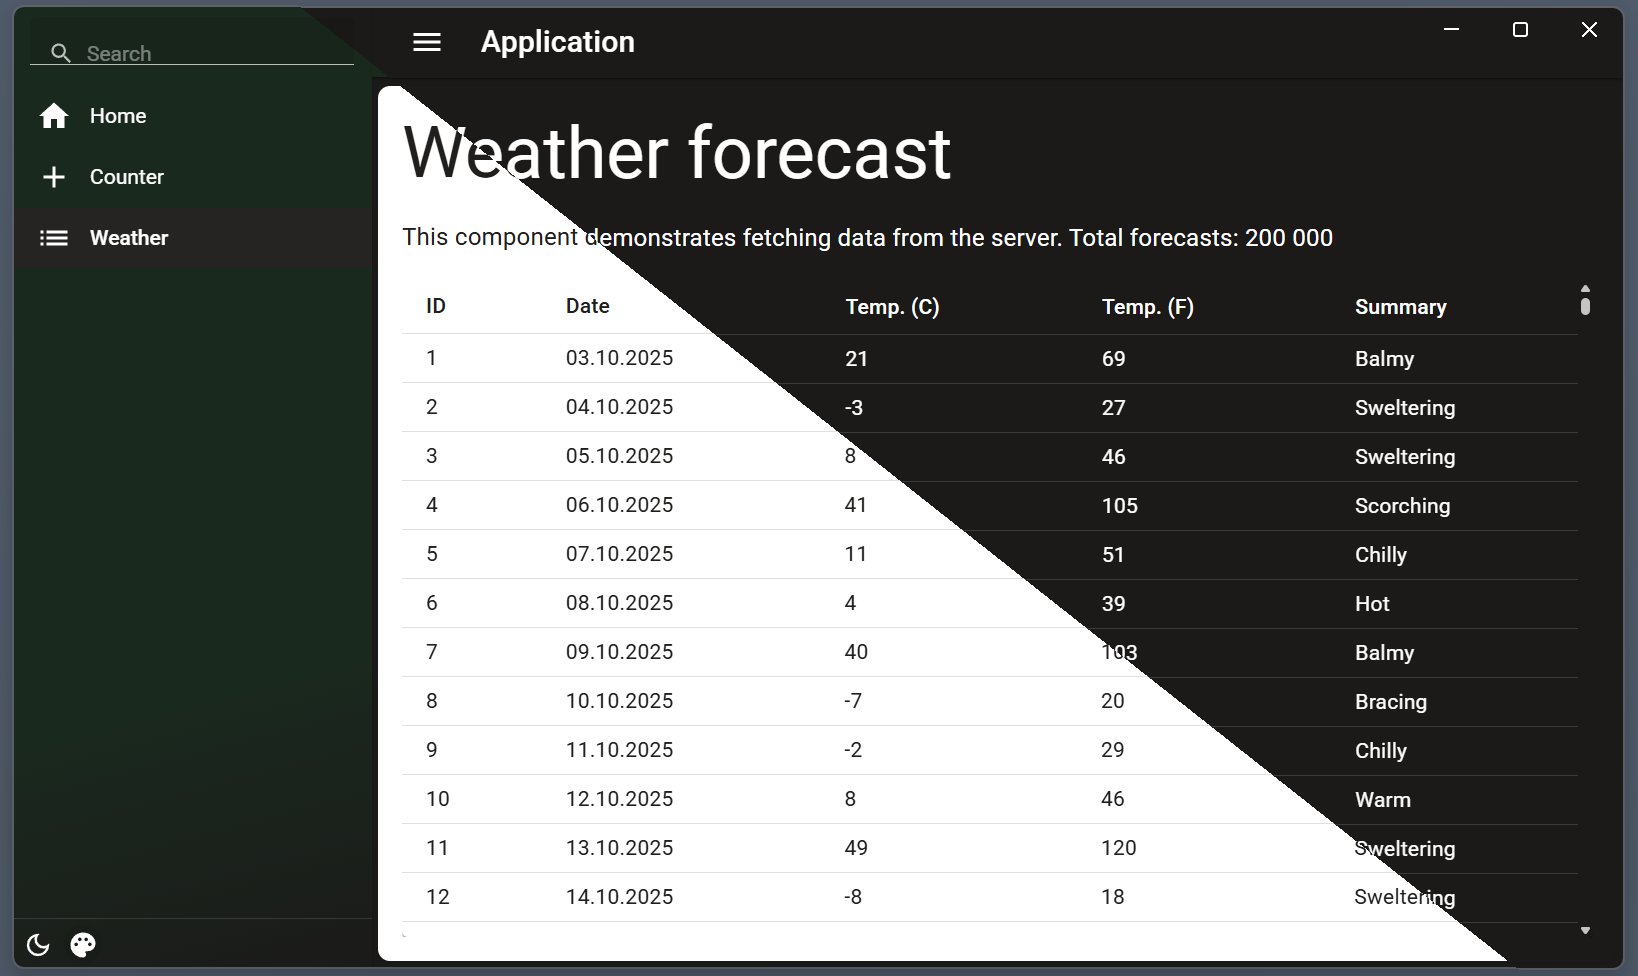 Search
Home
Counter
Weather
Application
Weather forecast
This component demonstrates fetching data from the server. Total forecasts: 200 000
ID Date Temp. (C) Temp. (F) Summary
1 03.10.2025 21 69 Balmy
2 04.10.2025 -3 27 Sweltering
3 05.10.2025 8 46 Sweltering
4 06.10.2025 41 105 Scorching
5 07.10.2025 11 51 Chilly
6 08.10.2025 4 39 Hot
7 09.10.2025 40 103 Balmy
8 10.10.2025 -7 20 Bracing
9 11.10.2025 -2 29 Chilly
10 12.10.2025 8 46 Warm
11 13.10.2025 49 120 Sweltering
12 14.10.2025 -8 18 Sweltering